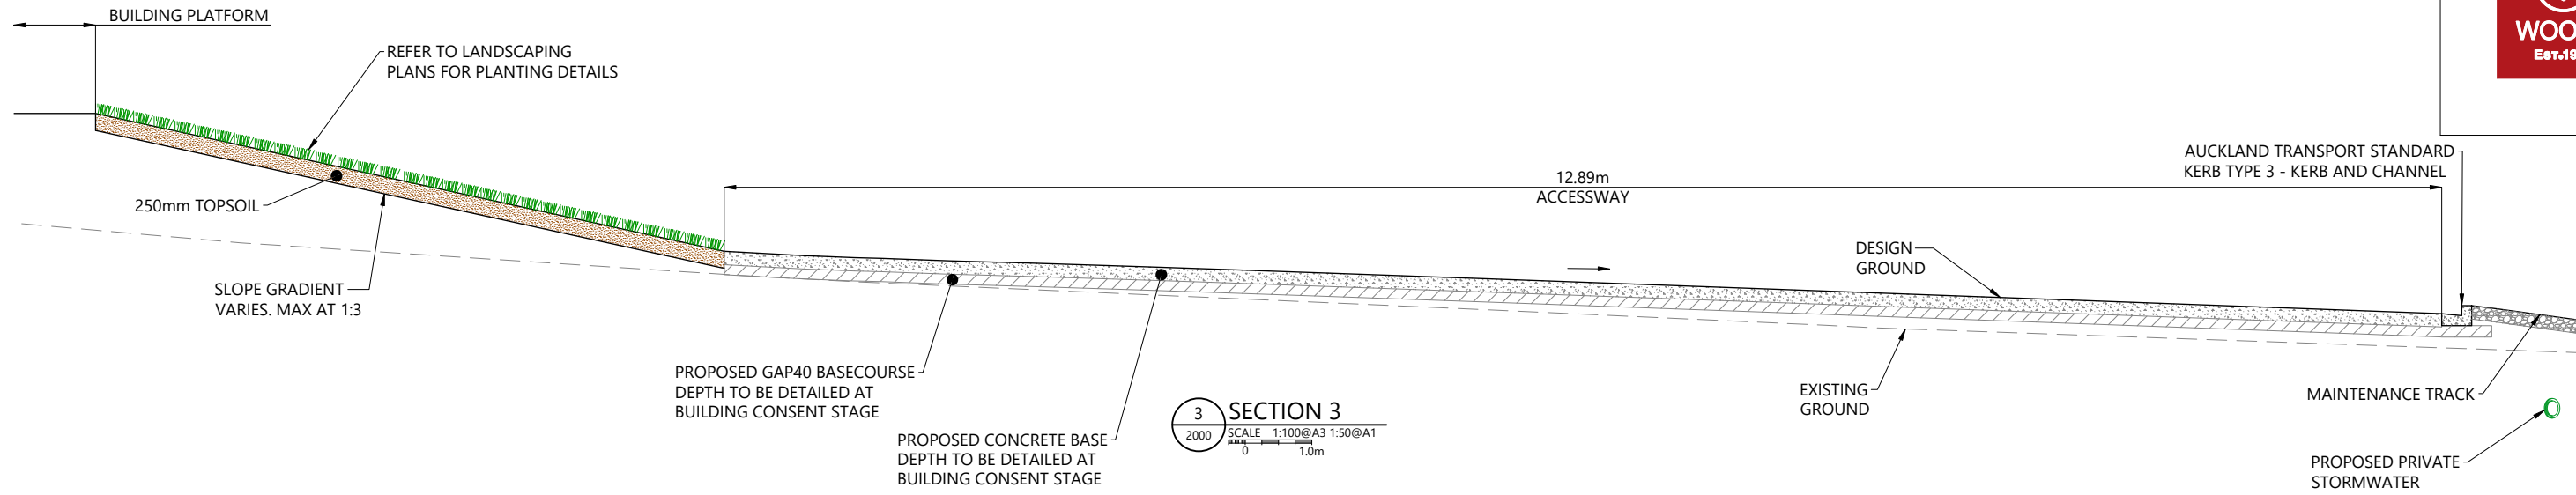 BUILDING PLATFORM
REFER TO LANDSCAPING
PLANS FOR PLANTING DETAILS
250mm TOPSOIL
SLOPE GRADIENT
VARIES. MAX AT 1:3
12.89m
ACCESSWAY
AUCKLAND TRANSPORT STANDARD
KERB TYPE 3 - KERB AND CHANNEL
DESIGN
GROUND
PROPOSED GAP40 BASECOURSE
DEPTH TO BE DETAILED AT
BUILDING CONSENT STAGE
PROPOSED CONCRETE BASE
DEPTH TO BE DETAILED AT
BUILDING CONSENT STAGE
3
2000
SECTION 3
SCALE 1:100@A3 1:50@A1
0 1.0m
EXISTING
GROUND
MAINTENANCE TRACK
PROPOSED PRIVATE
STORMWATER